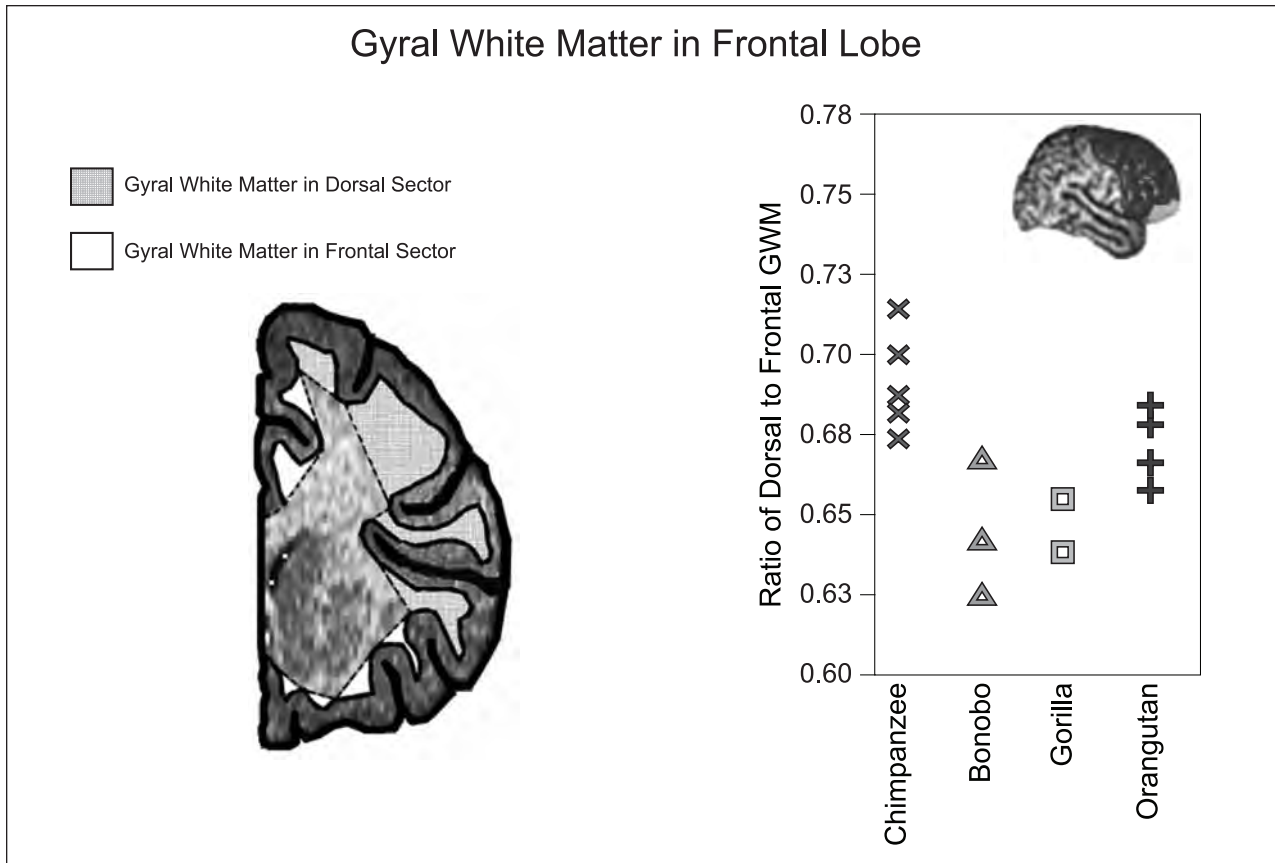 Gyral White Matter in Frontal Lobe
Gyral White Matter in Dorsal Sector
Gyral White Matter in Frontal Sector
Ratio of Dorsal to Frontal GWM
0.78
0.75
0.73
0.70
0.68
0.65
0.63
0.60
Chimpanzee
Bonobo
Gorilla
Orangutan